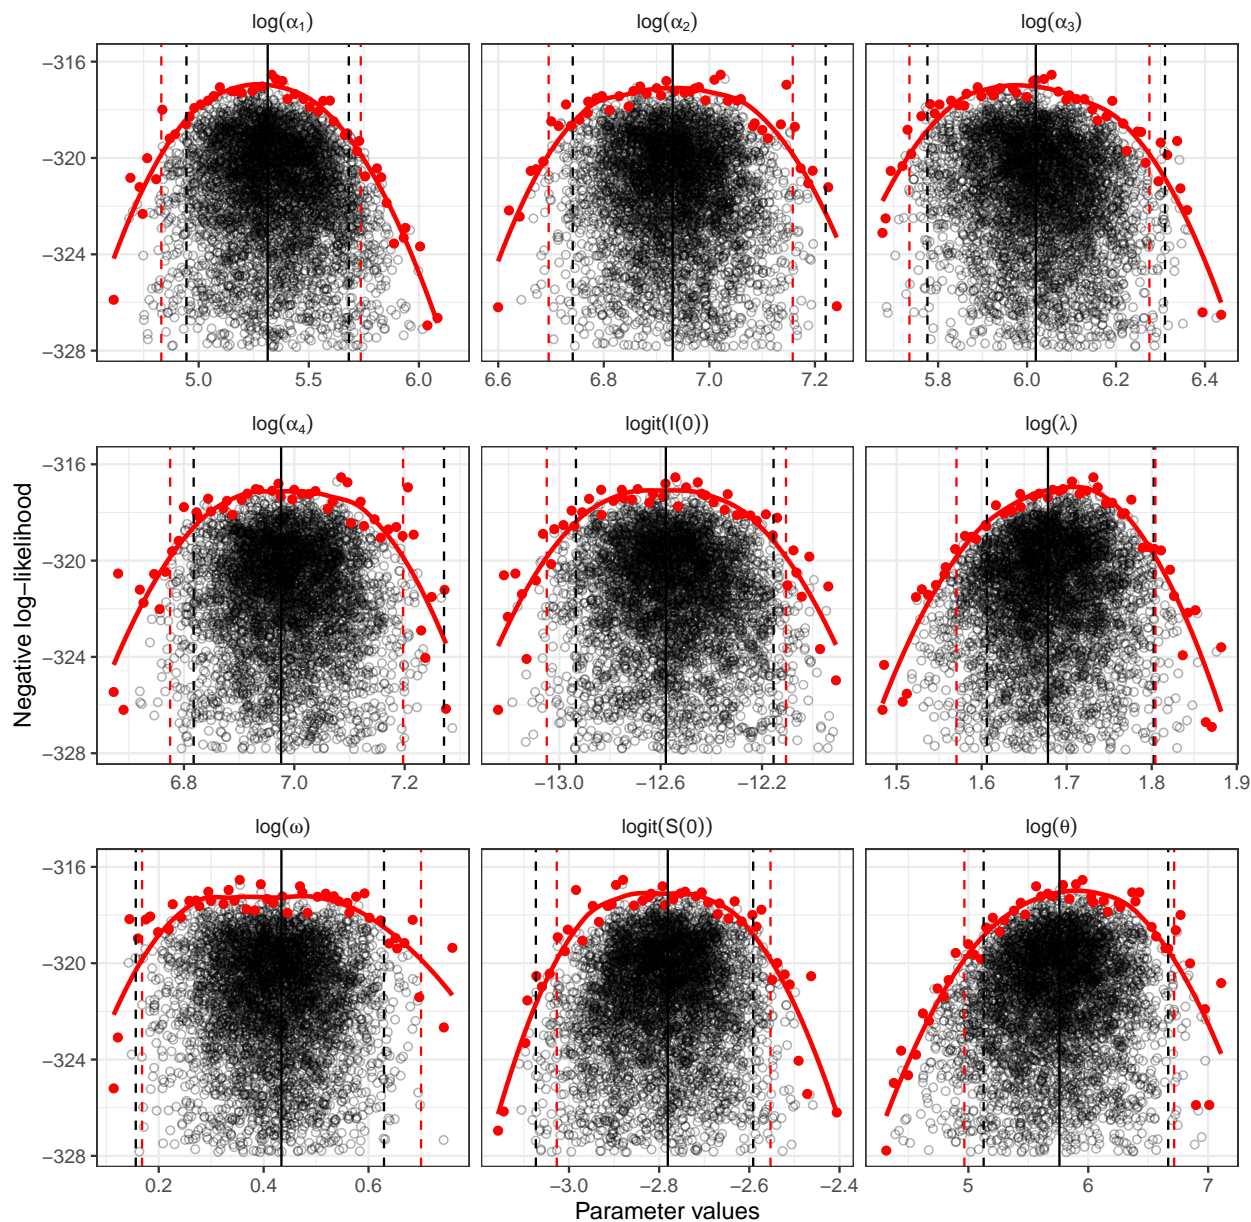 log(α₁) log(α₂) log(α₃)
−316
−320
−324
−328
5.0 5.5 6.0 6.6 6.8 7.0 7.2 5.8 6.0 6.2 6.4
log(α₄) logit(I(0)) log(λ)
−316
−320
−324
−328
6.8 7.0 7.2 −13.0 −12.6 −12.2 1.5 1.6 1.7 1.8 1.9
log(ω) logit(S(0)) log(θ)
−316
−320
−324
−328
0.2 0.4 0.6 −3.0 −2.8 −2.6 −2.4 5 6 7
Negative log−likelihood
Parameter values